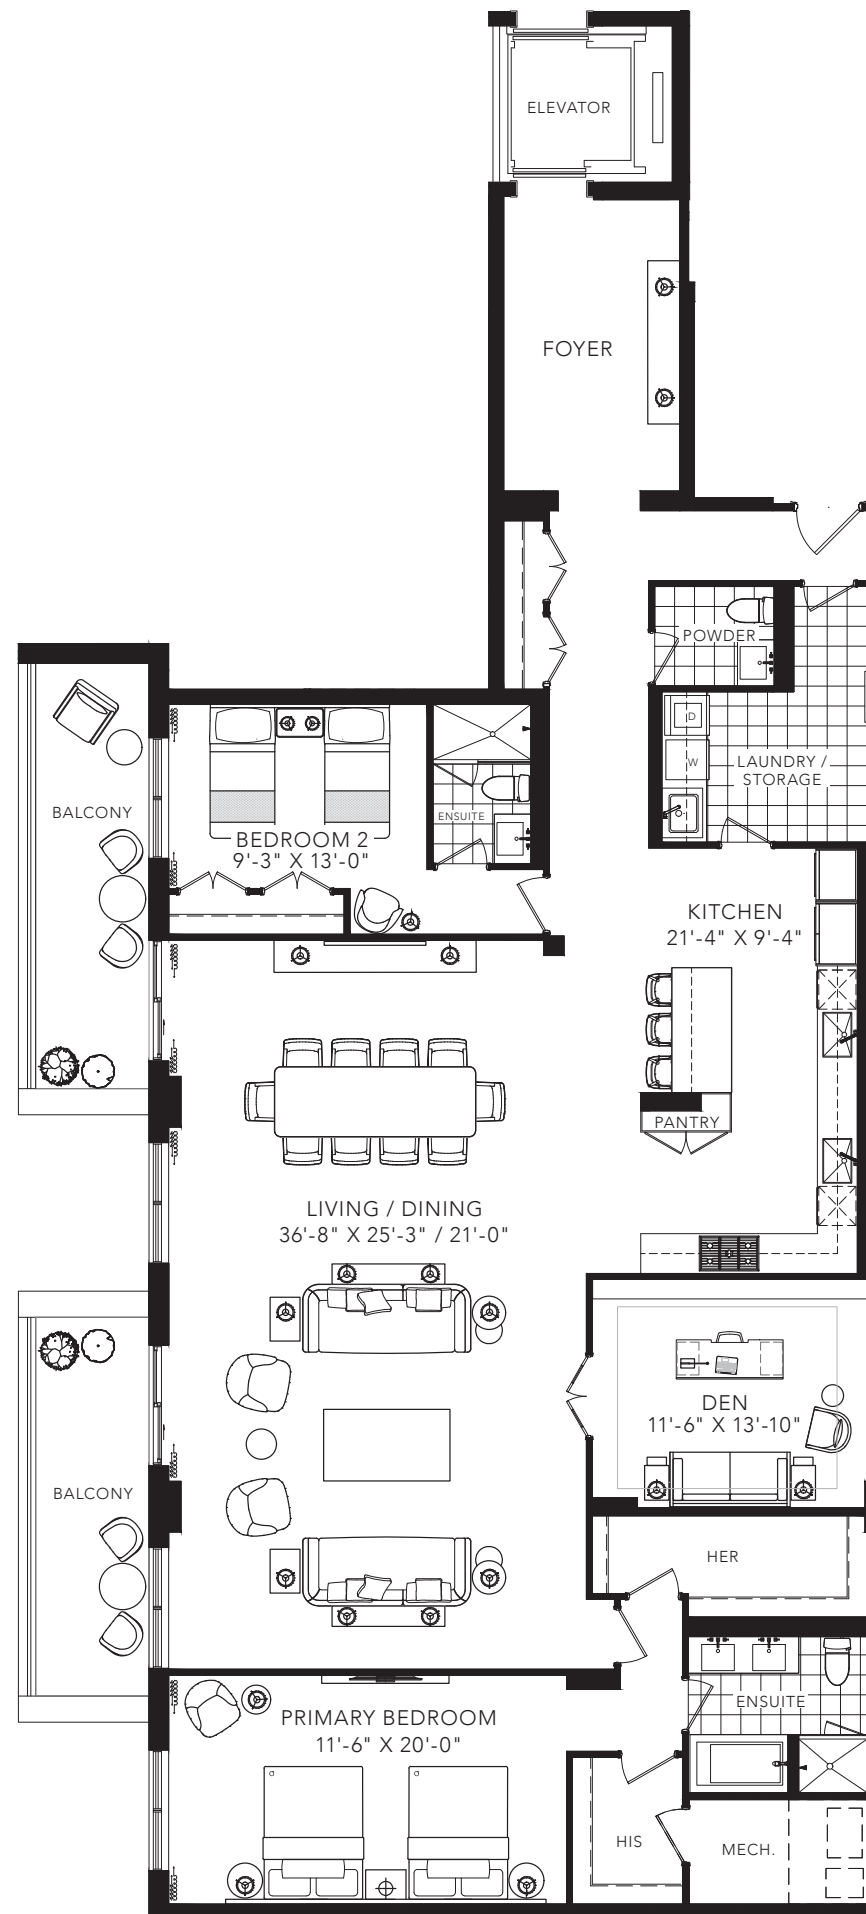 ELEVATOR
FOYER
POWDER
D
W
LAUNDRY /
STORAGE
BALCONY
ENSUITE
BEDROOM 2
9'-3" X 13'-0"
KITCHEN
21'-4" X 9'-4"
PANTRY
LIVING / DINING
36'-8" X 25'-3" / 21'-0"
DEN
11'-6" X 13'-10"
BALCONY
HER
ENSUITE
PRIMARY BEDROOM
11'-6" X 20'-0"
HIS
MECH.